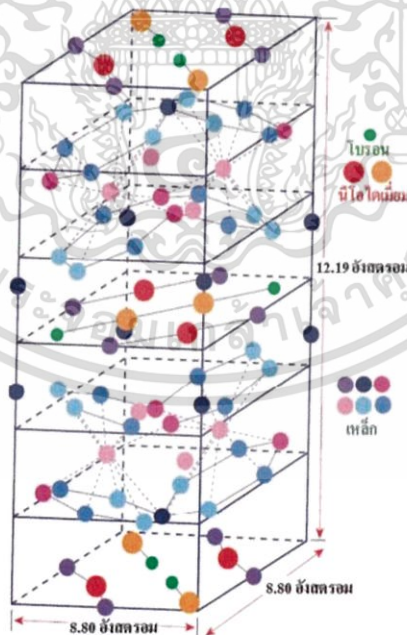 โบรอน
นีโอไดเมี่ยม
12.19 อังสตรอม
เหล็ก
8.80 อังสตรอม
8.80 อังสตรอม